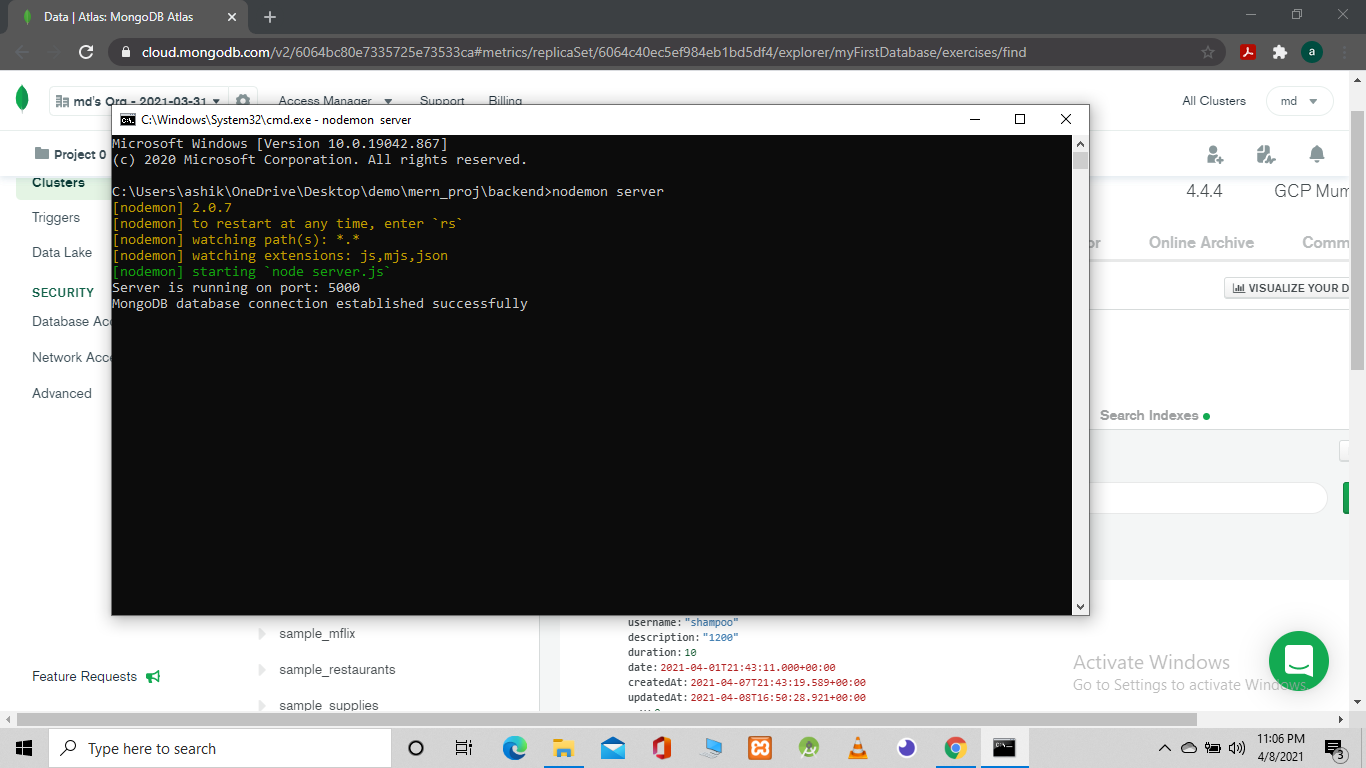 Data | Atlas: MongoDB Atlas
cloud.mongodb.com/v2/6064bc80e7335725e73533ca#metrics/replicaSet/6064c40ec5ef984eb1bd5df4/explorer/myFirstDatabase/exercises/find
a
md's Org - 2021-03-31
Access Manager
Support
Billing
All Clusters
md
C:\Windows\System32\cmd.exe - nodemon server
Microsoft Windows [Version 10.0.19042.867]
(c) 2020 Microsoft Corporation. All rights reserved.
C:\Users\ashik\OneDrive\Desktop\demo\mern_proj\backend>nodemon server
[nodemon] 2.0.7
[nodemon] to restart at any time, enter `rs`
[nodemon] watching path(s): *.*
[nodemon] watching extensions: js,mjs,json
[nodemon] starting `node server.js`
Server is running on port: 5000
MongoDB database connection established successfully
Project 0
Clusters
Triggers
Data Lake
SECURITY
Database Acc
Network Acce
Advanced
Feature Requests
4.4.4
GCP Mum
or
Online Archive
Comm
VISUALIZE YOUR D
Search Indexes
sample_mflix
sample_restaurants
sample_supplies
username: "shampoo"
description: "1200"
duration: 10
date: 2021-04-01T21:43:11.000+00:00
createdAt: 2021-04-07T21:43:19.589+00:00
updatedAt: 2021-04-08T16:50:28.921+00:00
Activate Windows
Go to Settings to activate Windows.
Type here to search
11:06 PM
4/8/2021
3